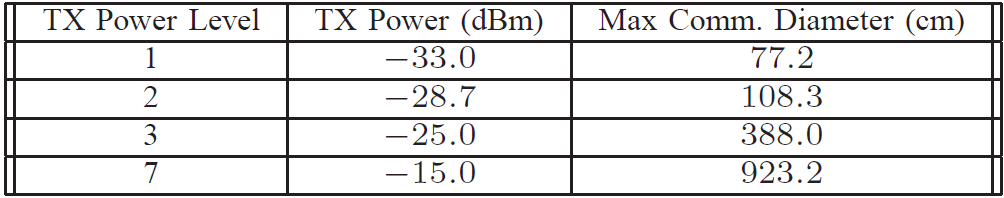 TX Power Level TX Power (dBm) Max Comm. Diameter (cm)
1 −33.0 77.2
2 −28.7 108.3
3 −25.0 388.0
7 −15.0 923.2